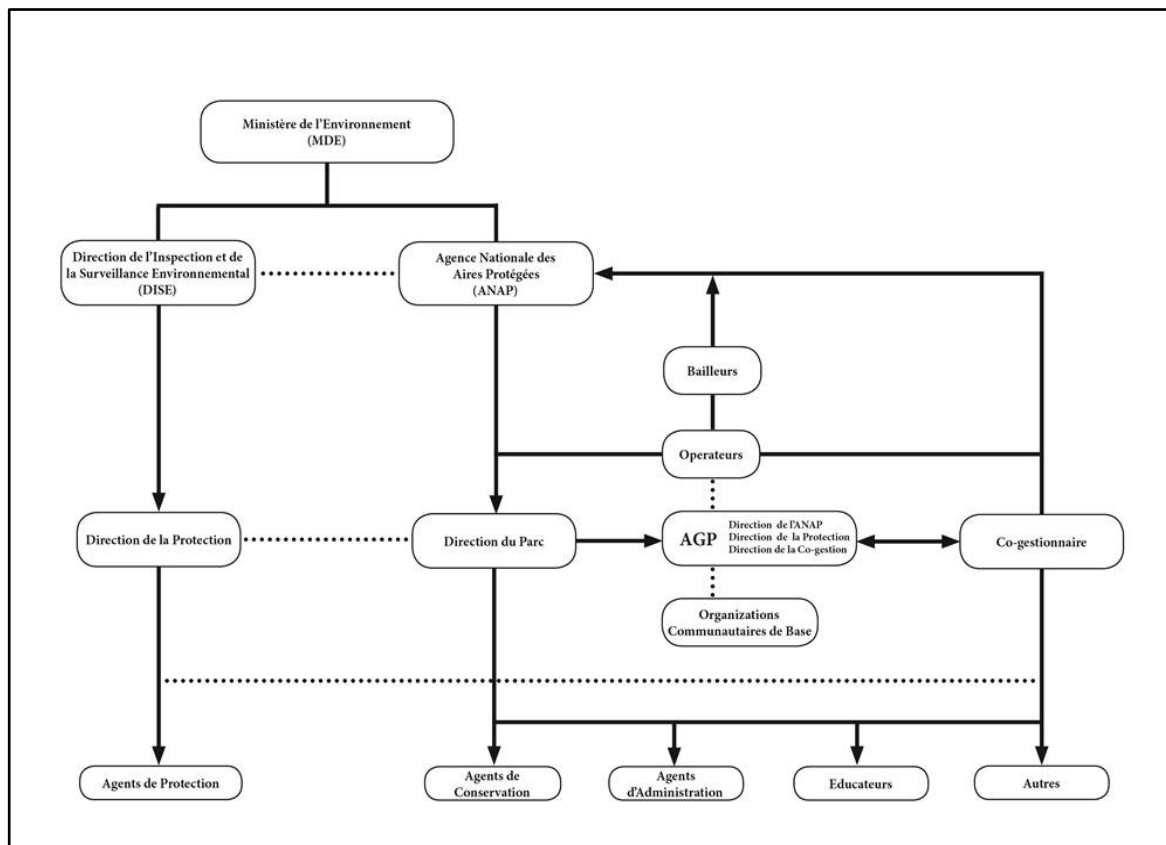 Ministère de l’Environnement
(MDE)
Direction de l’Inspection et de
la Surveillance Environnemental
(DISE)
Agence Nationale des
Aires Protégées
(ANAP)
Bailleurs
Operateurs
Direction de la Protection
Direction du Parc
AGP
Direction de l’ANAP
Direction de la Protection
Direction de la Co-gestion
Co-gestionnaire
Organizations
Communautaires de Base
Agents de Protection
Agents de
Conservation
Agents
d’Administration
Educateurs
Autres